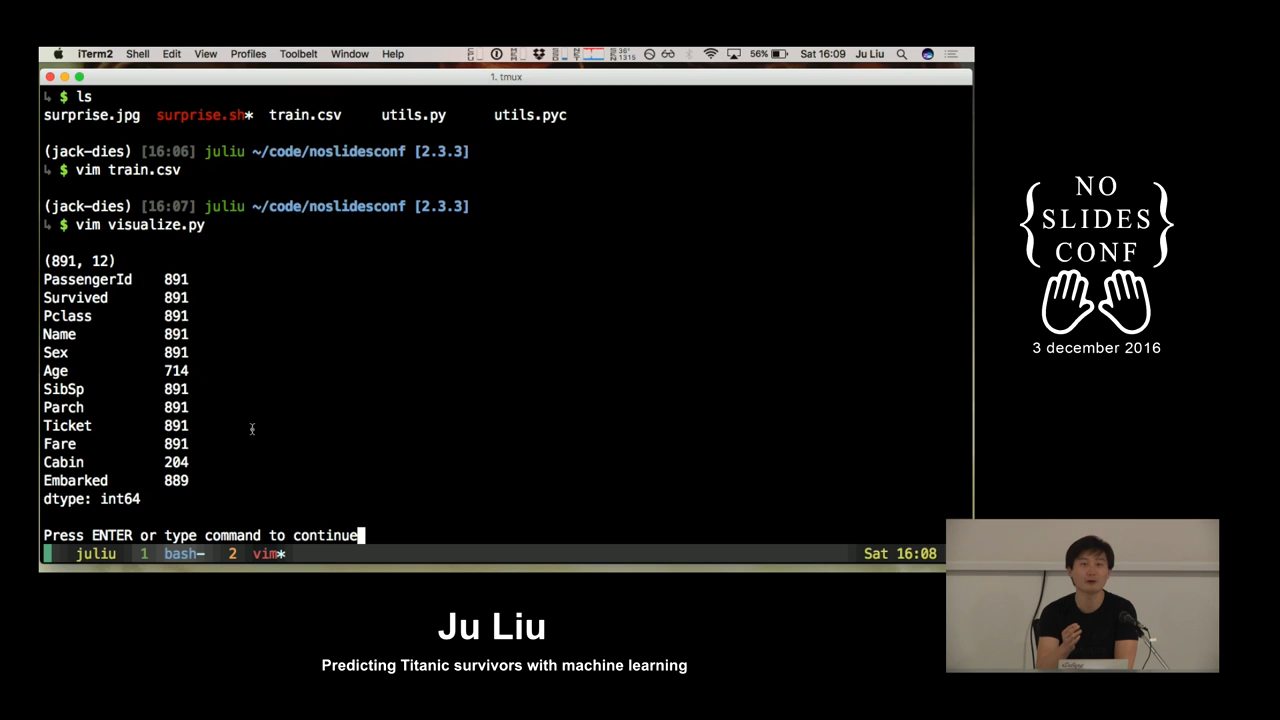 iTerm2 Shell Edit View Profiles Toolbelt Window Help 56% Sat 16:09 Ju Liu
1. tmux
↳ $ ls
surprise.jpg surprise.sh* train.csv utils.py utils.pyc
(jack-dies) [16:06] juliu ~/code/noslidesconf [2.3.3]
↳ $ vim train.csv
(jack-dies) [16:07] juliu ~/code/noslidesconf [2.3.3]
↳ $ vim visualize.py
(891, 12)
PassengerId 891
Survived 891
Pclass 891
Name 891
Sex 891
Age 714
SibSp 891
Parch 891
Ticket 891
Fare 891
Cabin 204
Embarked 889
dtype: int64
Press ENTER or type command to continue
juliu 1 bash- 2 vim* Sat 16:08
NO
SLIDES
CONF
3 december 2016
Ju Liu
Predicting Titanic survivors with machine learning